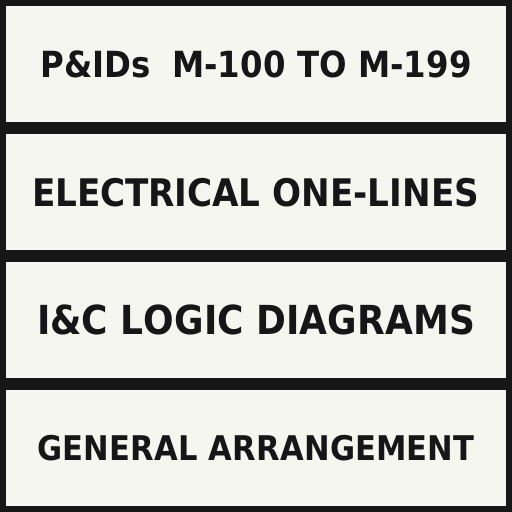 P&IDs  M-100 TO M-199
ELECTRICAL ONE-LINES
I&C LOGIC DIAGRAMS
GENERAL ARRANGEMENT